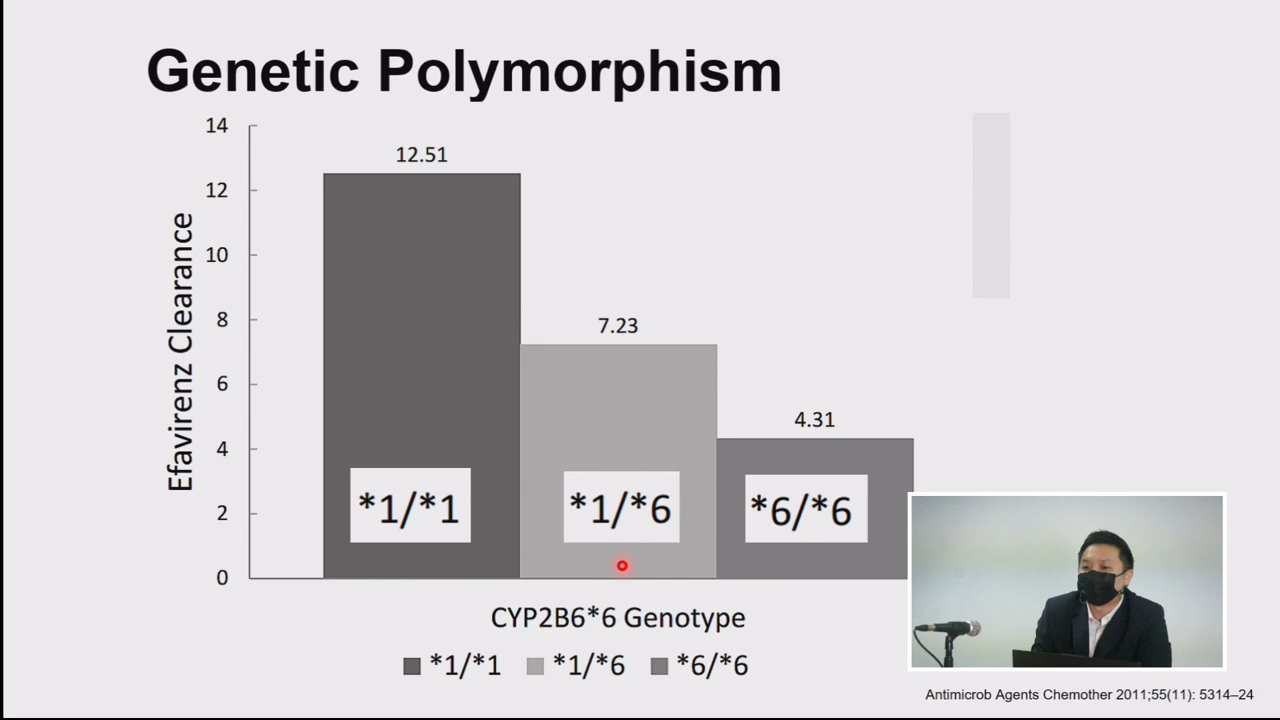 Genetic Polymorphism
14
12
10
8
6
4
2
0
Efavirenz Clearance
12.51
7.23
4.31
*1/*1
*1/*6
*6/*6
CYP2B6*6 Genotype
*1/*1 *1/*6 *6/*6
Antimicrob Agents Chemother 2011;55(11): 5314–24